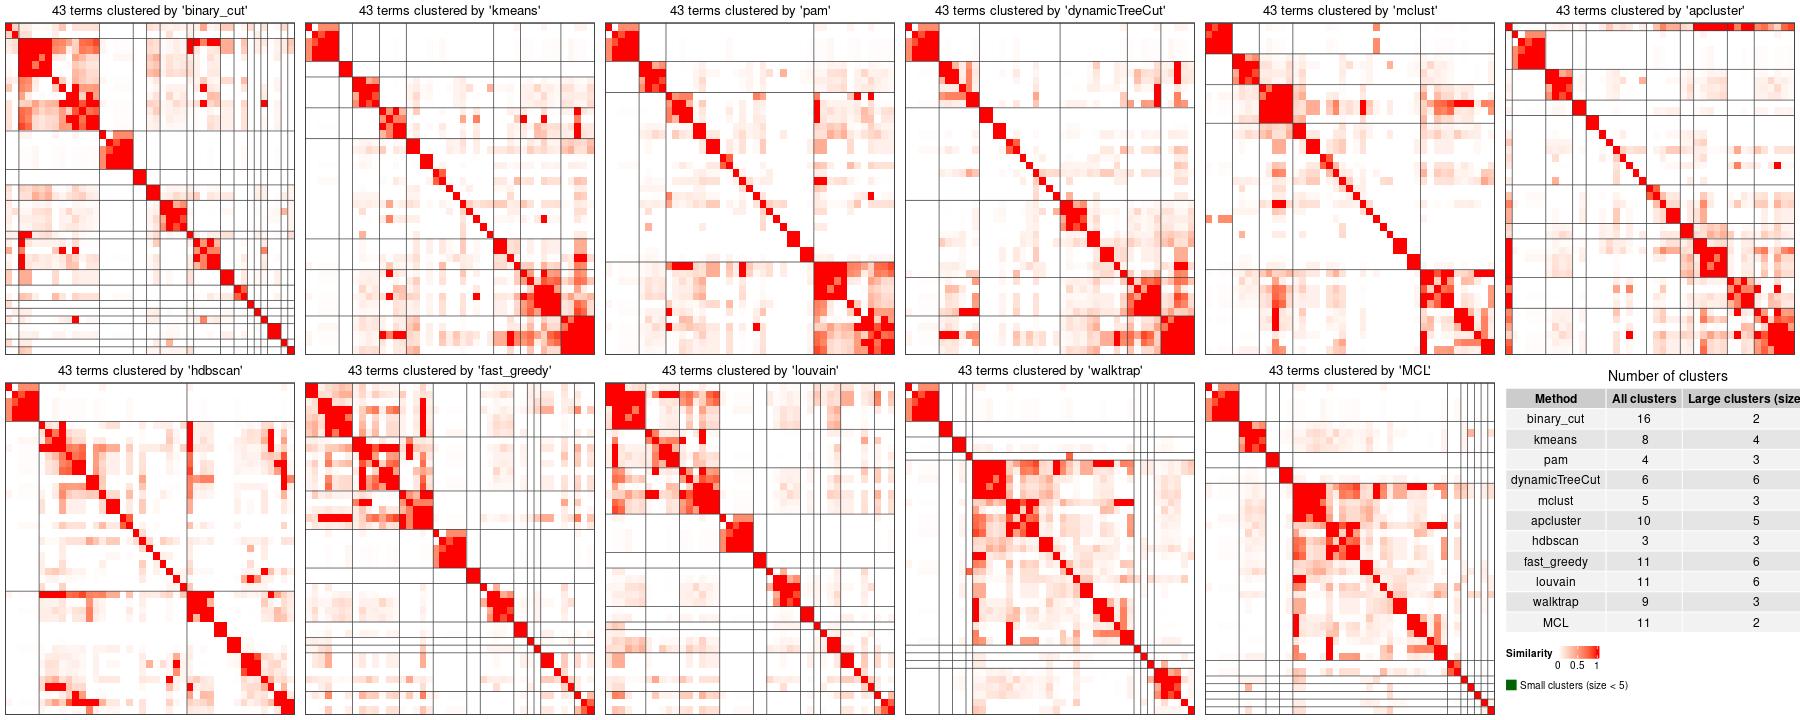 43 terms clustered by 'binary_cut'
43 terms clustered by 'kmeans'
43 terms clustered by 'pam'
43 terms clustered by 'dynamicTreeCut'
43 terms clustered by 'mclust'
43 terms clustered by 'apcluster'
43 terms clustered by 'hdbscan'
43 terms clustered by 'fast_greedy'
43 terms clustered by 'louvain'
43 terms clustered by 'walktrap'
43 terms clustered by 'MCL'
Number of clusters
Method All clusters Large clusters (size
binary_cut 16 2
kmeans 8 4
pam 4 3
dynamicTreeCut 6 6
mclust 5 3
apcluster 10 5
hdbscan 3 3
fast_greedy 11 6
louvain 11 6
walktrap 9 3
MCL 11 2
Similarity
0 0.5 1
Small clusters (size < 5)